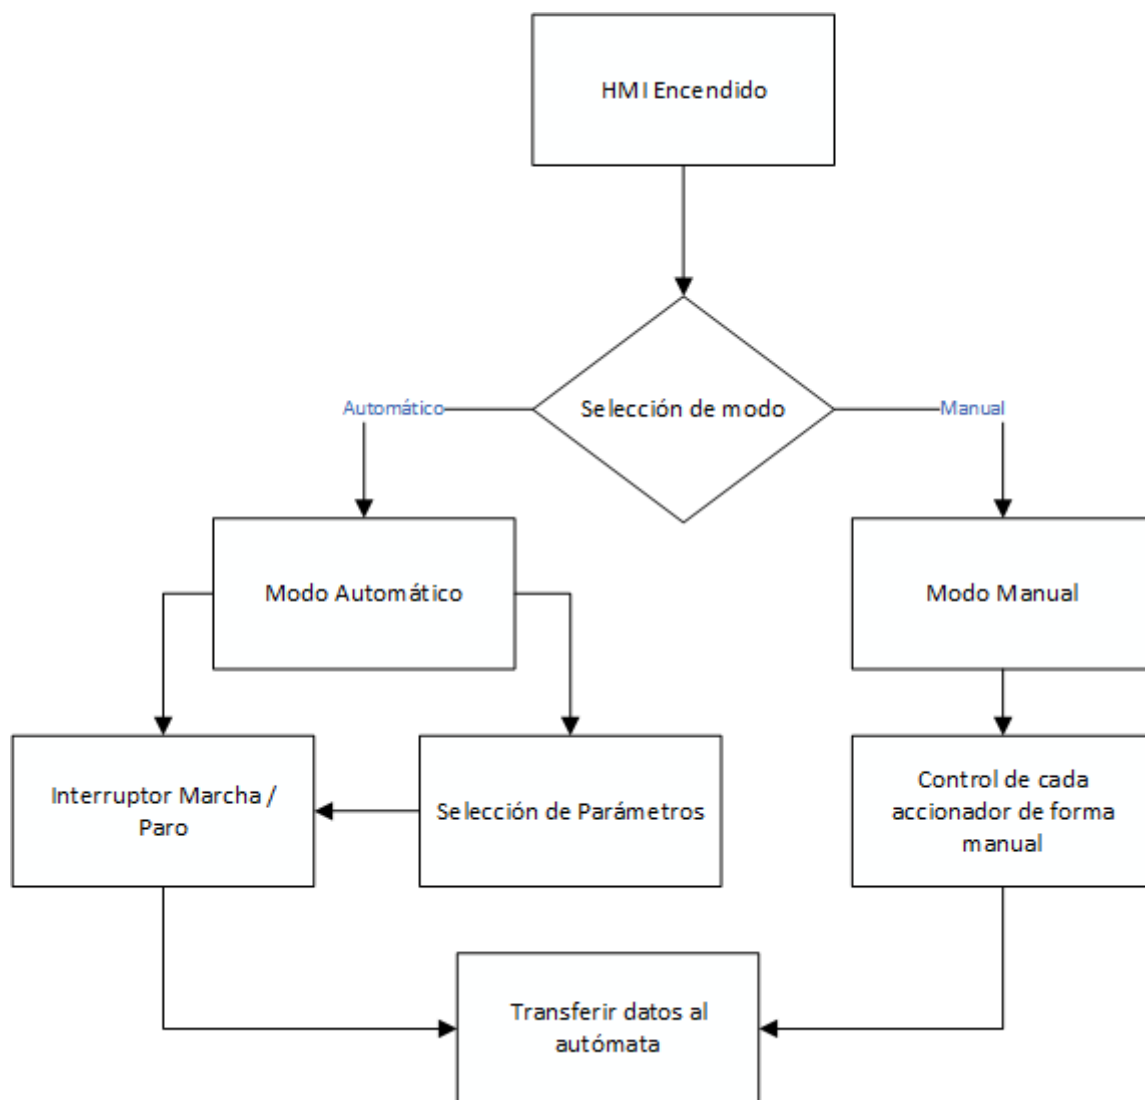 HMI Encendido
Selección de modo
Automático
Manual
Modo Automático
Modo Manual
Interruptor Marcha /
Paro
Selección de Parámetros
Control de cada
accionador de forma
manual
Transferir datos al
autómata